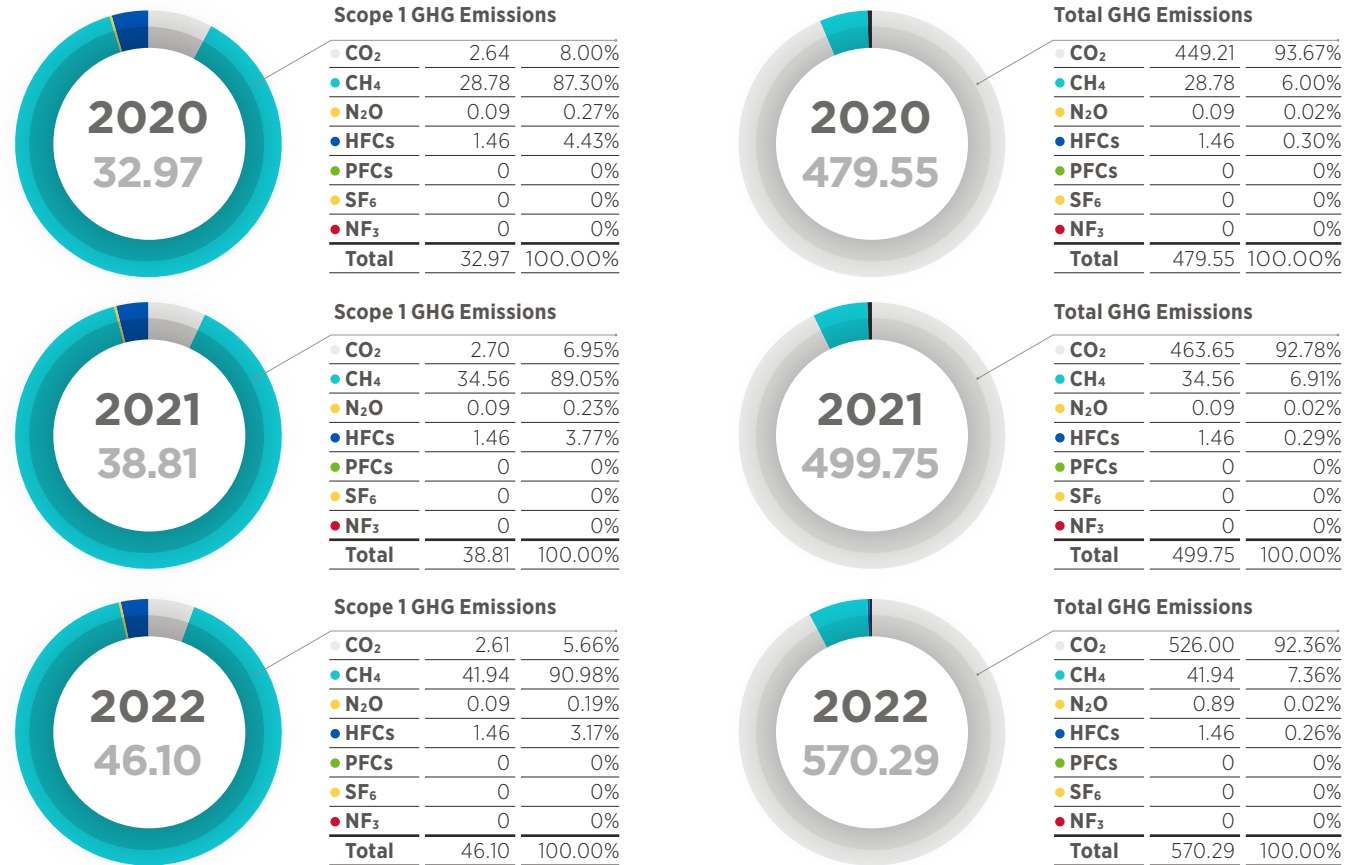 Scope 1 GHG Emissions
2020
32.97
CO₂ 2.64 8.00%
CH₄ 28.78 87.30%
N₂O 0.09 0.27%
HFCs 1.46 4.43%
PFCs 0 0%
SF₆ 0 0%
NF₃ 0 0%
Total 32.97 100.00%
Total GHG Emissions
2020
479.55
CO₂ 449.21 93.67%
CH₄ 28.78 6.00%
N₂O 0.09 0.02%
HFCs 1.46 0.30%
PFCs 0 0%
SF₆ 0 0%
NF₃ 0 0%
Total 479.55 100.00%
Scope 1 GHG Emissions
2021
38.81
CO₂ 2.70 6.95%
CH₄ 34.56 89.05%
N₂O 0.09 0.23%
HFCs 1.46 3.77%
PFCs 0 0%
SF₆ 0 0%
NF₃ 0 0%
Total 38.81 100.00%
Total GHG Emissions
2021
499.75
CO₂ 463.65 92.78%
CH₄ 34.56 6.91%
N₂O 0.09 0.02%
HFCs 1.46 0.29%
PFCs 0 0%
SF₆ 0 0%
NF₃ 0 0%
Total 499.75 100.00%
Scope 1 GHG Emissions
2022
46.10
CO₂ 2.61 5.66%
CH₄ 41.94 90.98%
N₂O 0.09 0.19%
HFCs 1.46 3.17%
PFCs 0 0%
SF₆ 0 0%
NF₃ 0 0%
Total 46.10 100.00%
Total GHG Emissions
2022
570.29
CO₂ 526.00 92.36%
CH₄ 41.94 7.36%
N₂O 0.89 0.02%
HFCs 1.46 0.26%
PFCs 0 0%
SF₆ 0 0%
NF₃ 0 0%
Total 570.29 100.00%